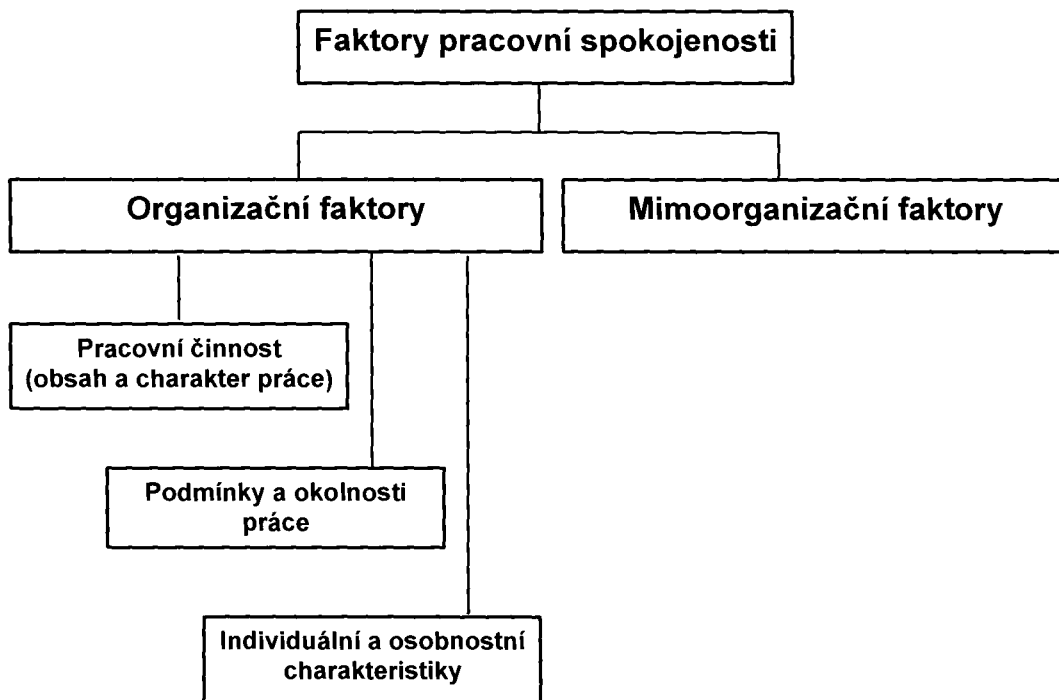 Faktory pracovní spokojenosti
Organizační faktory
Mimoorganizační faktory
Pracovní činnost
(obsah a charakter práce)
Podmínky a okolnosti
práce
Individuální a osobnostní
charakteristiky